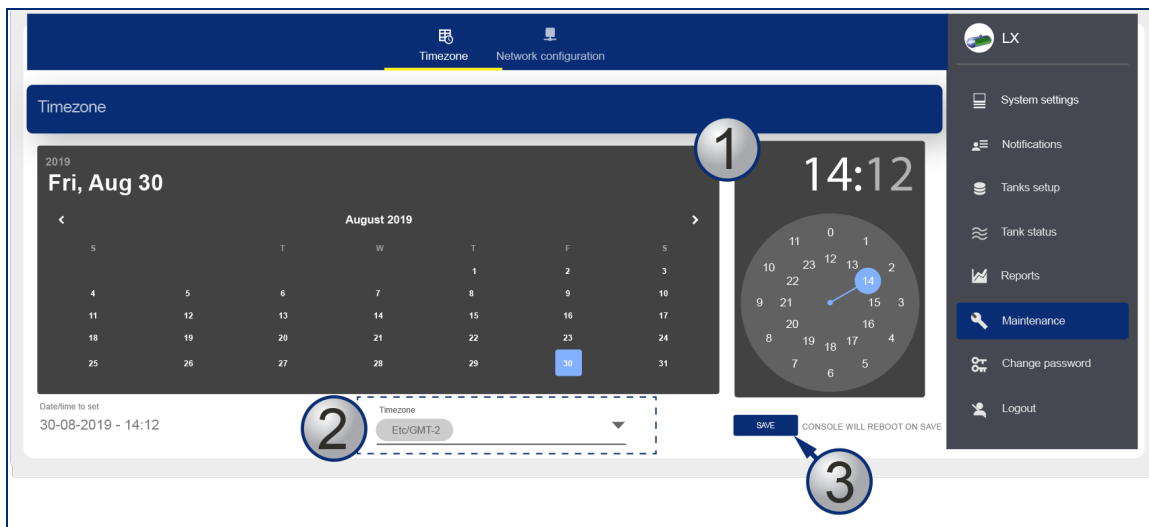 Timezone Network configuration
LX
Timezone
System settings
Notifications
Tanks setup
Tank status
Reports
Maintenance
Change password
Logout
1
2019
Fri, Aug 30
August 2019
S T W T F S
1 2 3
4 5 6 7 8 9 10
11 12 13 14 15 16 17
18 19 20 21 22 23 24
25 26 27 28 29 30 31
14:12
0
11 1
23 12 13
10 2
22 14
9 21 15 3
20 16
8 19 18 17 4
7 6 5
Date/time to set
30-08-2019 - 14:12
2
Timezone
Etc/GMT-2
SAVE CONSOLE WILL REBOOT ON SAVE
3